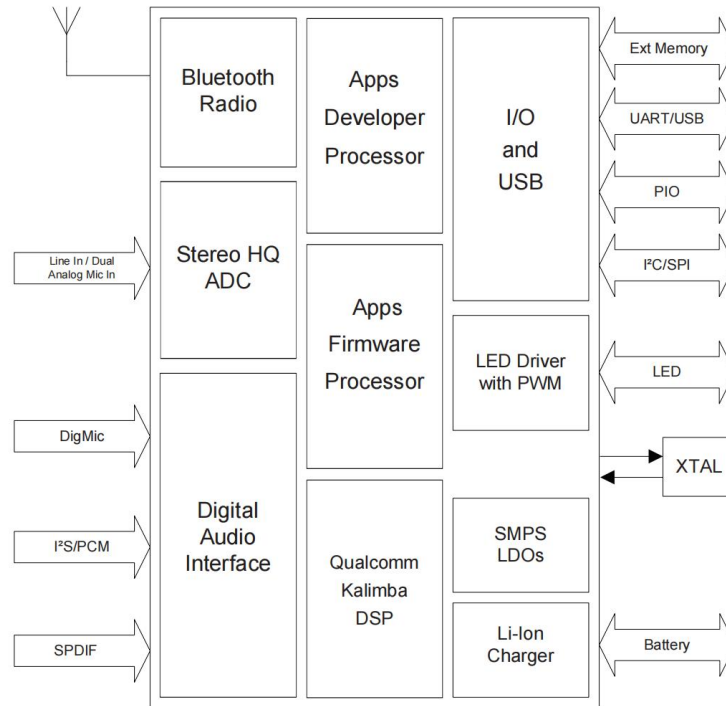 Bluetooth
Radio
Apps
Developer
Processor
I/O
and
USB
Ext Memory
UART/USB
PIO
I²C/SPI
Line In / Dual
Analog Mic In
Stereo HQ
ADC
Apps
Firmware
Processor
LED Driver
with PWM
LED
DigMic
XTAL
Digital
Audio
Interface
I²S/PCM
Qualcomm
Kalimba
DSP
SMPS
LDOs
SPDIF
Li-Ion
Charger
Battery